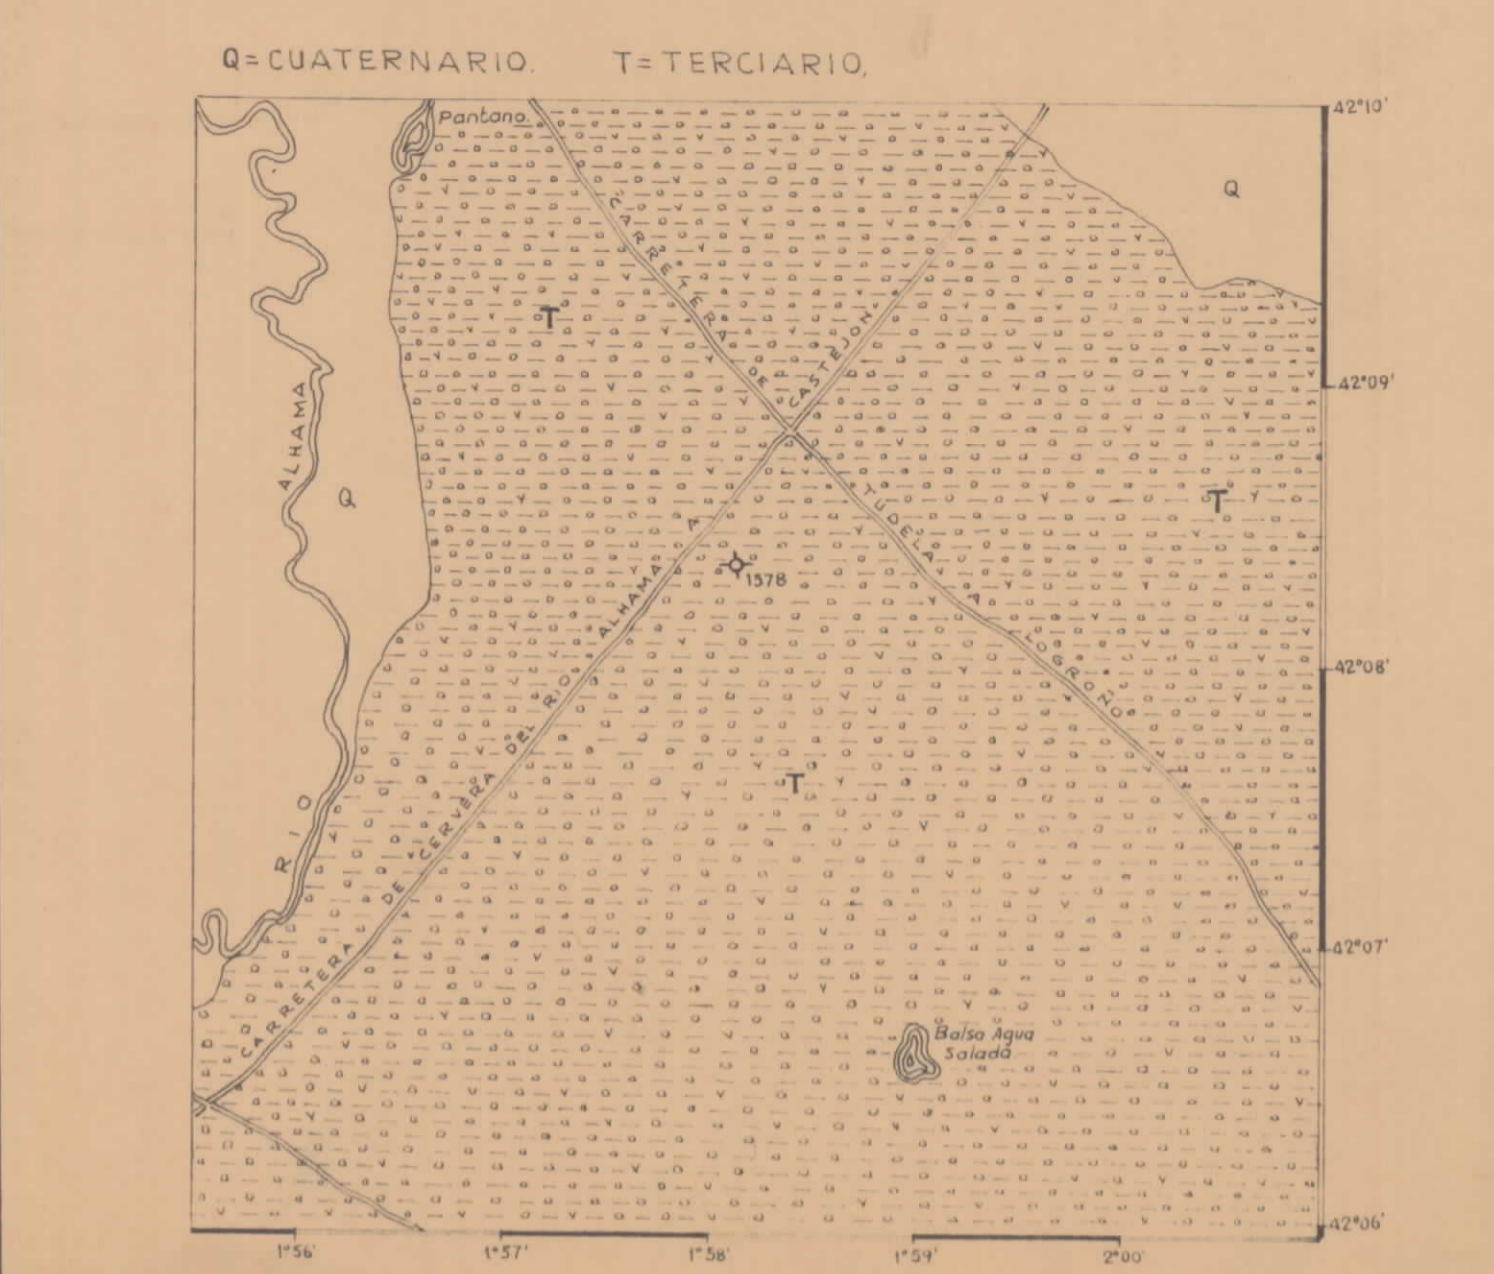 Q=CUATERNARIO. T=TERCIARIO,
42°10'
Pantano.
Q
CARRETERA DE TUDELA A LOGROÑO
T
CASTEJON
42°09'
ALHAMA
Q
T
1578
42°08'
T
RIO
CARRETERA DE CERVERA DEL RIO ALHAMA A
42°07'
Balsa Agua
Salada
42°06'
1°56' 1°57' 1°58' 1°59' 2°00'